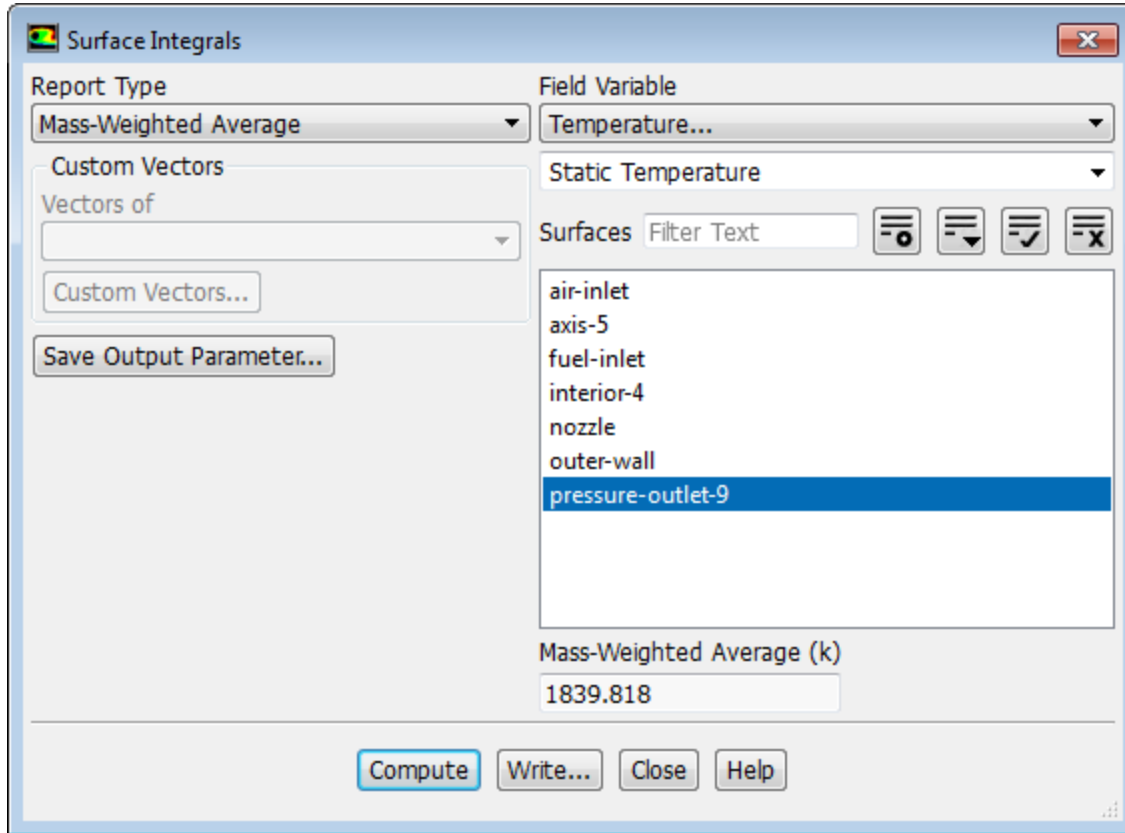 Surface Integrals
Report Type
Mass-Weighted Average
Custom Vectors
Vectors of
Custom Vectors...
Save Output Parameter...
Field Variable
Temperature...
Static Temperature
Surfaces Filter Text
air-inlet
axis-5
fuel-inlet
interior-4
nozzle
outer-wall
pressure-outlet-9
Mass-Weighted Average (k)
1839.818
Compute Write... Close Help